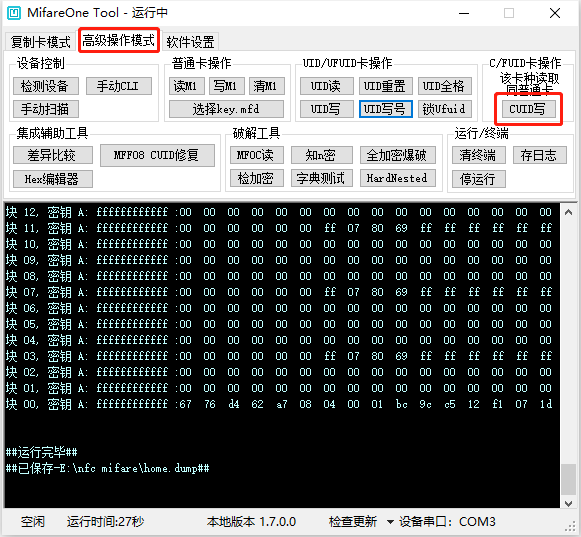 MifareOne Tool - 运行中
复制卡模式 高级操作模式 软件设置
设备控制 普通卡操作 UID/UFUID卡操作 C/FUID卡操作
检测设备 手动CLI 读M1 写M1 清M1 UID读 UID重置 UID全格 该卡种读取
同普通卡
手动扫描 选择key.mfd UID写 UID写号 锁Ufuid CUID写
集成辅助工具 破解工具 运行/终端
差异比较 MFF08 CUID修复 MFOC读 知n密 全加密爆破 清终端 存日志
Hex编辑器 检加密 字典测试 HardNested 停运行
块 12, 密钥 A: ffffffffffff :00 00 00 00 00 00 00 00 00 00 00 00 00 00 00 00
块 11, 密钥 A: ffffffffffff :00 00 00 00 00 00 ff 07 80 69 ff ff ff ff ff ff
块 10, 密钥 A: ffffffffffff :00 00 00 00 00 00 00 00 00 00 00 00 00 00 00 00
块 09, 密钥 A: ffffffffffff :00 00 00 00 00 00 00 00 00 00 00 00 00 00 00 00
块 08, 密钥 A: ffffffffffff :00 00 00 00 00 00 00 00 00 00 00 00 00 00 00 00
块 07, 密钥 A: ffffffffffff :00 00 00 00 00 00 ff 07 80 69 ff ff ff ff ff ff
块 06, 密钥 A: ffffffffffff :00 00 00 00 00 00 00 00 00 00 00 00 00 00 00 00
块 05, 密钥 A: ffffffffffff :00 00 00 00 00 00 00 00 00 00 00 00 00 00 00 00
块 04, 密钥 A: ffffffffffff :00 00 00 00 00 00 00 00 00 00 00 00 00 00 00 00
块 03, 密钥 A: ffffffffffff :00 00 00 00 00 00 ff 07 80 69 ff ff ff ff ff ff
块 02, 密钥 A: ffffffffffff :00 00 00 00 00 00 00 00 00 00 00 00 00 00 00 00
块 01, 密钥 A: ffffffffffff :00 00 00 00 00 00 00 00 00 00 00 00 00 00 00 00
块 00, 密钥 A: ffffffffffff :67 76 d4 62 a7 08 04 00 01 bc 9c c5 12 f1 07 1d
##运行完毕##
##已保存-E:\nfc mifare\home.dump##
空闲 运行时间:27秒 本地版本 1.7.0.0 检查更新 设备串口: COM3